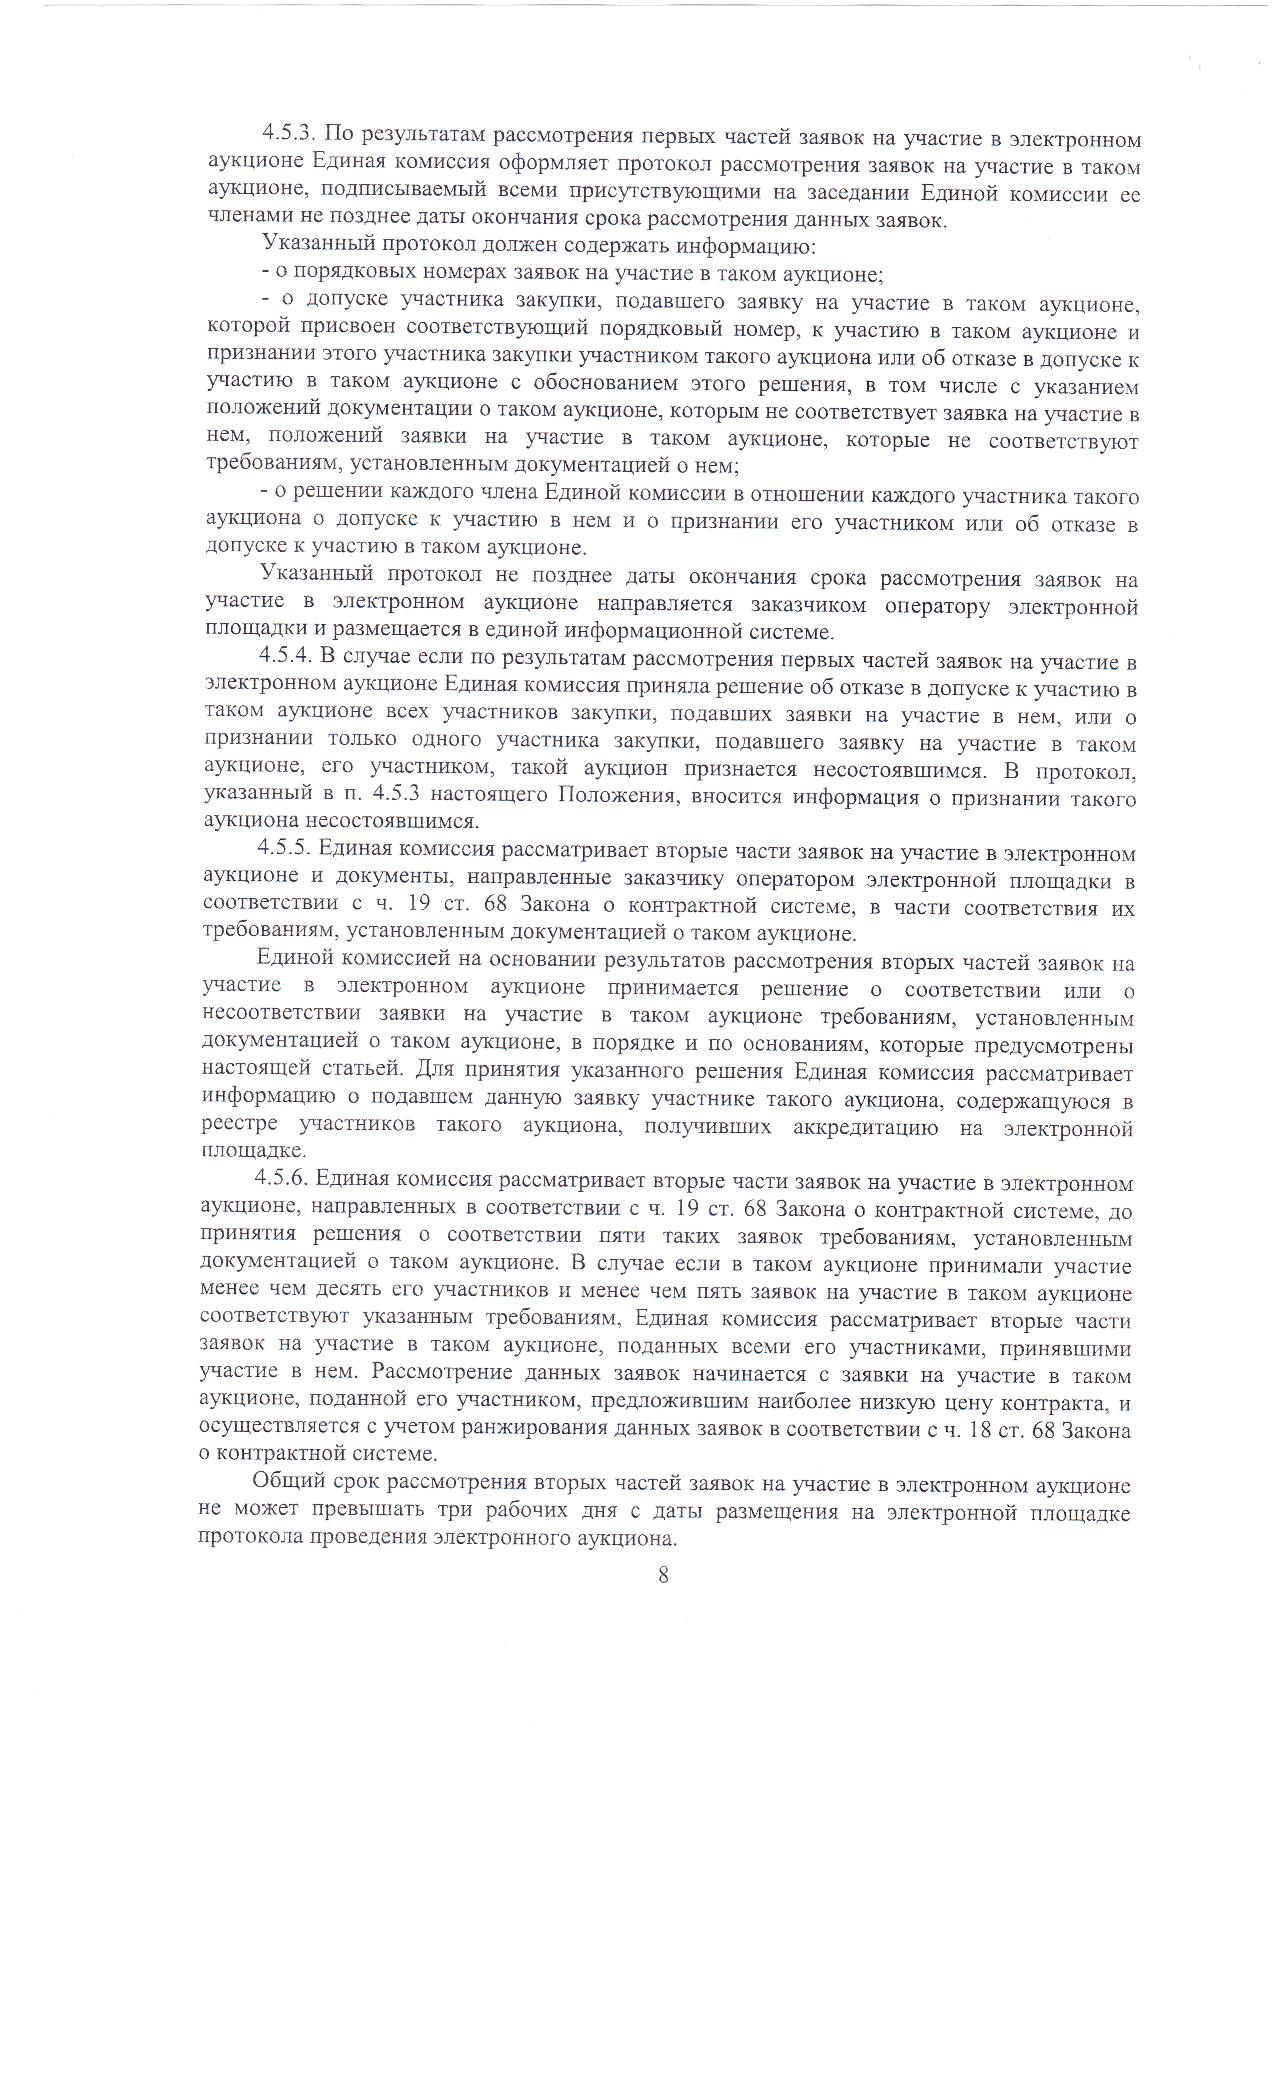 4.5.3. По результатам рассмотрения первых частей заявок на участие в электронном
аукционе Единая комиссия оформляет протокол рассмотрения заявок на участие в таком
аукционе, подписываемый всеми присутствующими на заседании Единой комиссии ее
членами не позднее даты окончания срока рассмотрения данных заявок.
Указанный протокол должен содержать информацию:
- о порядковых номерах заявок на участие в таком аукционе;
- о допуске участника закупки, подавшего заявку на участие в таком аукционе,
которой присвоен соответствующий порядковый номер, к участию в таком аукционе и
признании этого участника закупки участником такого аукциона или об отказе в допуске к
участию в таком аукционе с обоснованием этого решения, в том числе с указанием
положений документации о таком аукционе, которым не соответствует заявка на участие в
нем, положений заявки на участие в таком аукционе, которые не соответствуют
требованиям, установленным документацией о нем;
- о решении каждого члена Единой комиссии в отношении каждого участника такого
аукциона о допуске к участию в нем и о признании его участником или об отказе в
допуске к участию в таком аукционе.
Указанный протокол не позднее даты окончания срока рассмотрения заявок на
участие в электронном аукционе направляется заказчиком оператору электронной
площадки и размещается в единой информационной системе.
4.5.4. В случае если по результатам рассмотрения первых частей заявок на участие в
электронном аукционе Единая комиссия приняла решение об отказе в допуске к участию в
таком аукционе всех участников закупки, подавших заявки на участие в нем, или о
признании только одного участника закупки, подавшего заявку на участие в таком
аукционе, его участником, такой аукцион признается несостоявшимся. В протокол,
указанный в п. 4.5.3 настоящего Положения, вносится информация о признании такого
аукциона несостоявшимся.
4.5.5. Единая комиссия рассматривает вторые части заявок на участие в электронном
аукционе и документы, направленные заказчику оператором электронной площадки в
соответствии с ч. 19 ст. 68 Закона о контрактной системе, в части соответствия их
требованиям, установленным документацией о таком аукционе.
Единой комиссией на основании результатов рассмотрения вторых частей заявок на
участие в электронном аукционе принимается решение о соответствии или о
несоответствии заявки на участие в таком аукционе требованиям, установленным
документацией о таком аукционе, в порядке и по основаниям, которые предусмотрены
настоящей статьей. Для принятия указанного решения Единая комиссия рассматривает
информацию о подавшем данную заявку участнике такого аукциона, содержащуюся в
реестре участников такого аукциона, получивших аккредитацию на электронной
площадке.
4.5.6. Единая комиссия рассматривает вторые части заявок на участие в электронном
аукционе, направленных в соответствии с ч. 19 ст. 68 Закона о контрактной системе, до
принятия решения о соответствии пяти таких заявок требованиям, установленным
документацией о таком аукционе. В случае если в таком аукционе принимали участие
менее чем десять его участников и менее чем пять заявок на участие в таком аукционе
соответствуют указанным требованиям, Единая комиссия рассматривает вторые части
заявок на участие в таком аукционе, поданных всеми его участниками, принявшими
участие в нем. Рассмотрение данных заявок начинается с заявки на участие в таком
аукционе, поданной его участником, предложившим наиболее низкую цену контракта, и
осуществляется с учетом ранжирования данных заявок в соответствии с ч. 18 ст. 68 Закона
о контрактной системе.
Общий срок рассмотрения вторых частей заявок на участие в электронном аукционе
не может превышать три рабочих дня с даты размещения на электронной площадке
протокола проведения электронного аукциона.
8